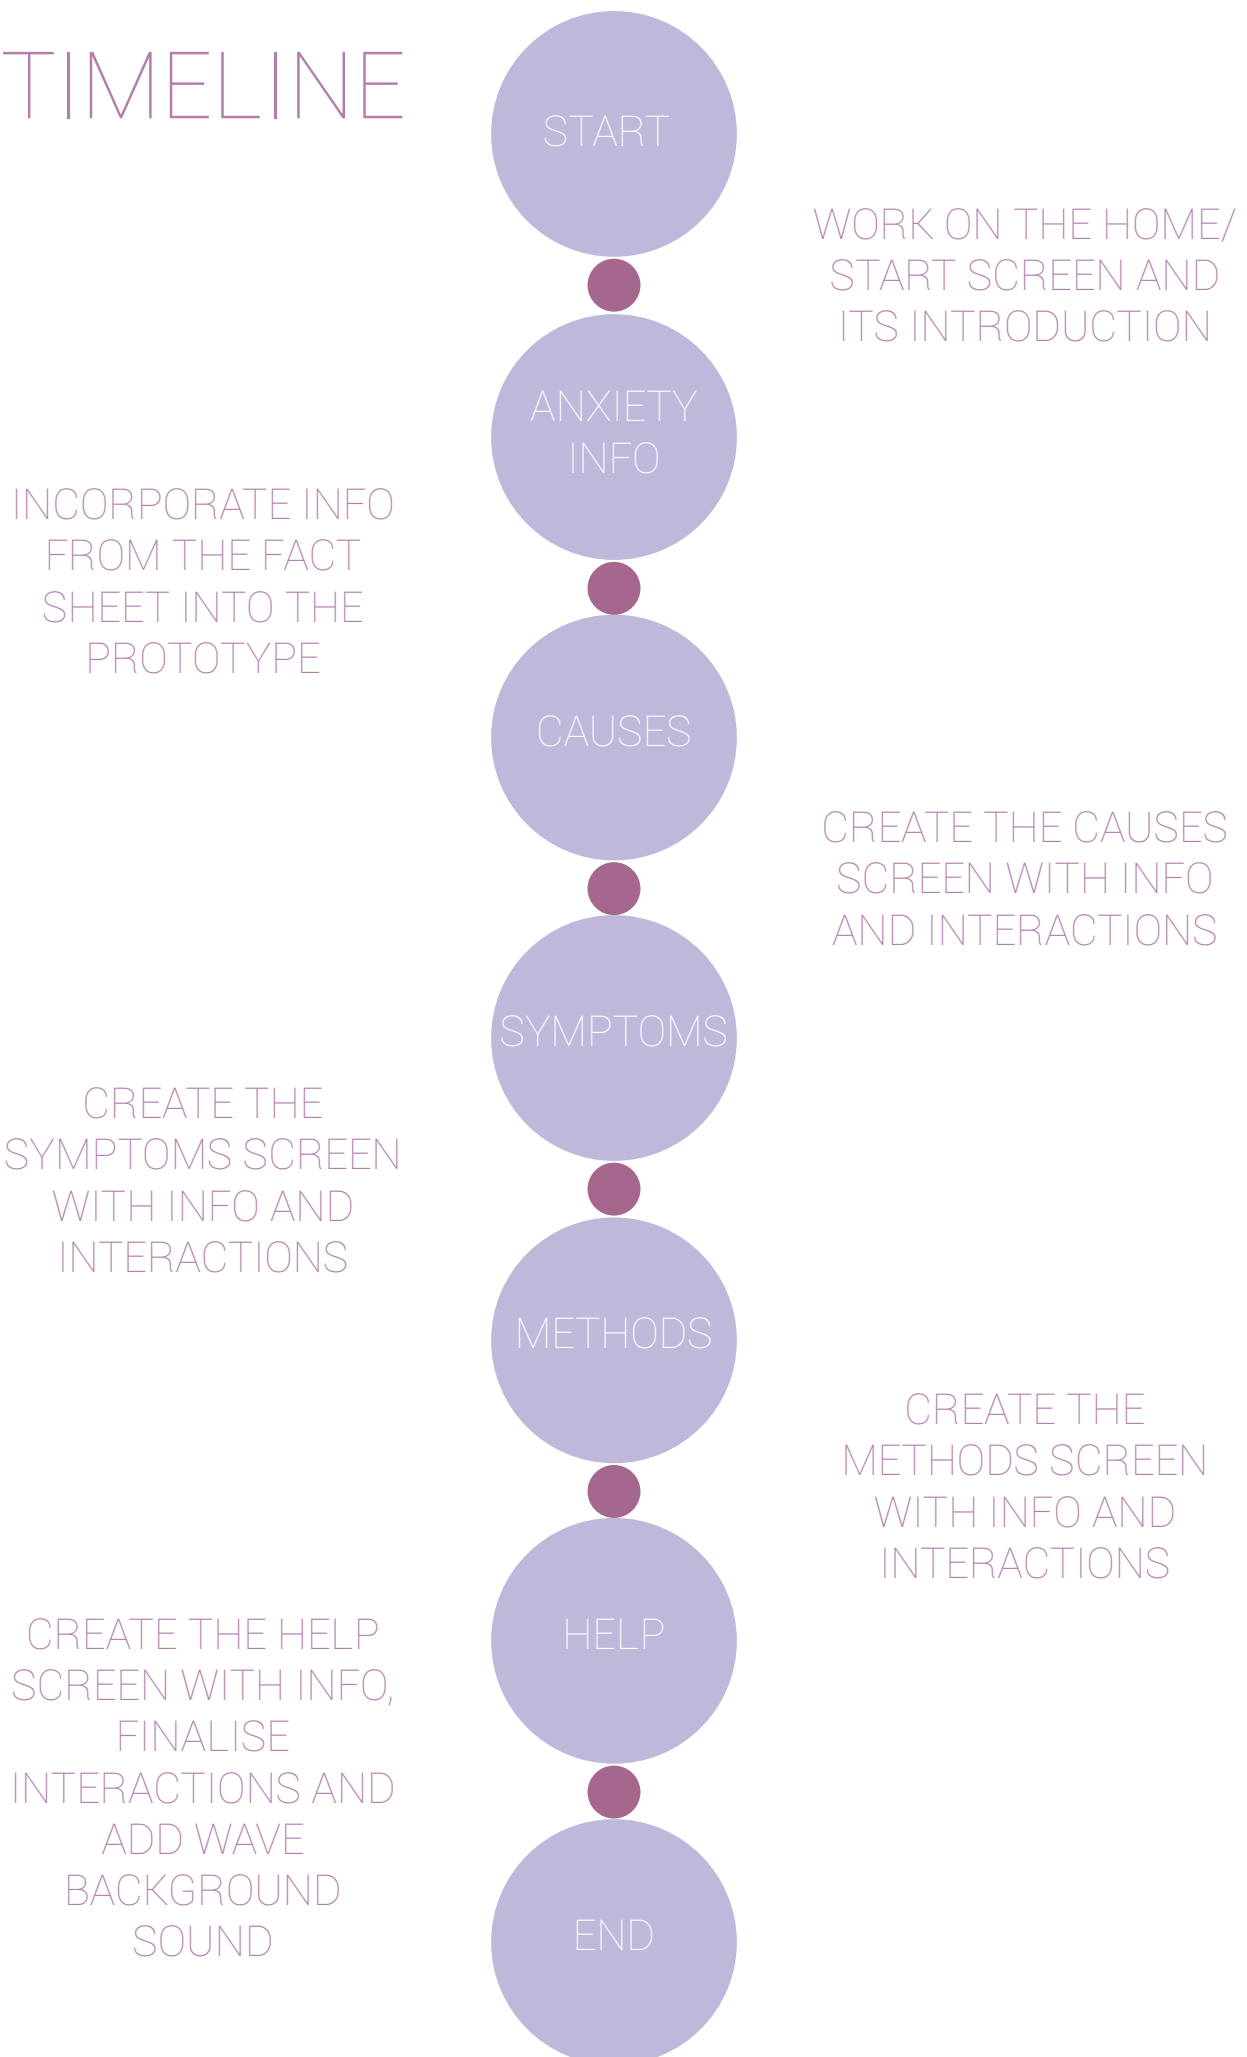 TIMELINE
START
WORK ON THE HOME/
START SCREEN AND
ITS INTRODUCTION
ANXIETY
INFO
INCORPORATE INFO
FROM THE FACT
SHEET INTO THE
PROTOTYPE
CAUSES
CREATE THE CAUSES
SCREEN WITH INFO
AND INTERACTIONS
SYMPTOMS
CREATE THE
SYMPTOMS SCREEN
WITH INFO AND
INTERACTIONS
METHODS
CREATE THE
METHODS SCREEN
WITH INFO AND
INTERACTIONS
HELP
CREATE THE HELP
SCREEN WITH INFO,
FINALISE
INTERACTIONS AND
ADD WAVE
BACKGROUND
SOUND
END